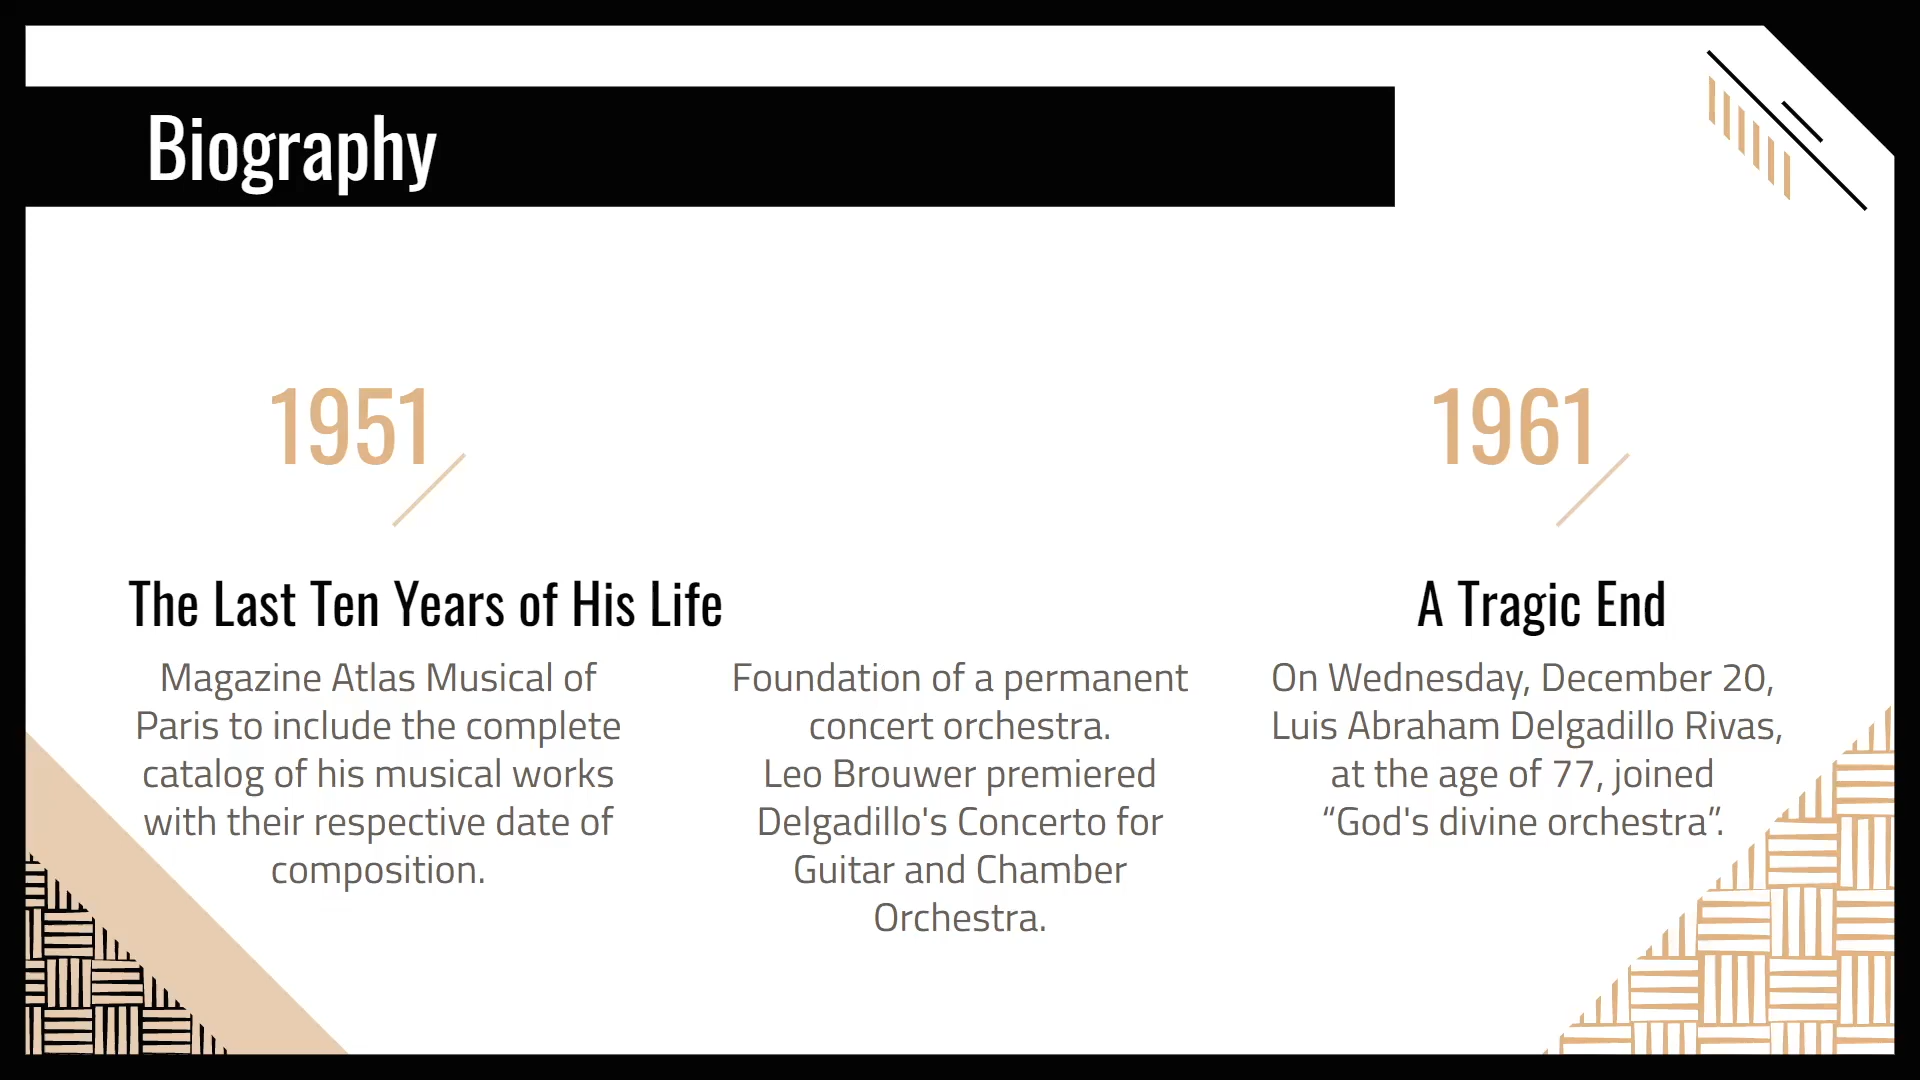 Biography
1951
The Last Ten Years of His Life
Magazine Atlas Musical of
Paris to include the complete
catalog of his musical works
with their respective date of
composition.
Foundation of a permanent
concert orchestra.
Leo Brouwer premiered
Delgadillo's Concerto for
Guitar and Chamber
Orchestra.
1961
A Tragic End
On Wednesday, December 20,
Luis Abraham Delgadillo Rivas,
at the age of 77, joined
“God's divine orchestra”.